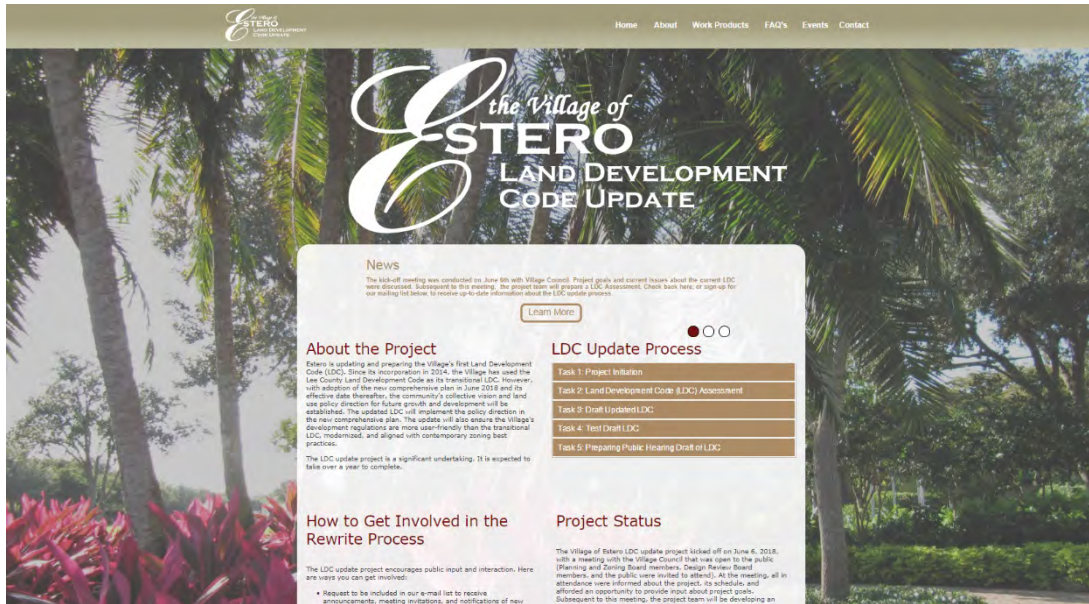 the Village of
ESTERO
LAND DEVELOPMENT
CODE UPDATE
Home About Work Products FAQ's Events Contact
the Village of
ESTERO
LAND DEVELOPMENT
CODE UPDATE
News
The kick-off meeting was conducted on June 6th with Village Council. Project goals and current issues about the current LDC
were discussed. Subsequent to this meeting, the project team will prepare a LDC Assessment. Check back here, or sign-up for
our mailing list below, to receive up-to-date information about the LDC update process.
Learn More
About the Project
Estero is updating and preparing the Village's first Land Development
Code (LDC). Since its incorporation in 2014, the Village has used the
Lee County Land Development Code as its transitional LDC. However,
with adoption of the new comprehensive plan in June 2018 and its
effective date thereafter, the community's collective vision and land
use policy direction for future growth and development will be
established. The updated LDC will implement the policy direction in
the new comprehensive plan. The update will also ensure the Village's
development regulations are more user-friendly than the transitional
LDC, modernized, and aligned with contemporary zoning best
practices.
The LDC update project is a significant undertaking. It is expected to
take over a year to complete.
LDC Update Process
Task 1: Project Initiation
Task 2: Land Development Code (LDC) Assessment
Task 3: Draft Updated LDC
Task 4: Test Draft LDC
Task 5: Preparing Public Hearing Draft of LDC
How to Get Involved in the
Rewrite Process
The LDC update project encourages public input and interaction. Here
are ways you can get involved:
• Request to be included in our e-mail list to receive
announcements, meeting invitations, and notifications of new
Project Status
The Village of Estero LDC update project kicked off on June 6, 2018,
with a meeting with the Village Council that was open to the public
(Planning and Zoning Board members, Design Review Board
members, and the public were invited to attend). At the meeting, all in
attendance were informed about the project, its schedule, and
afforded an opportunity to provide input about project goals.
Subsequent to this meeting, the project team will be developing an